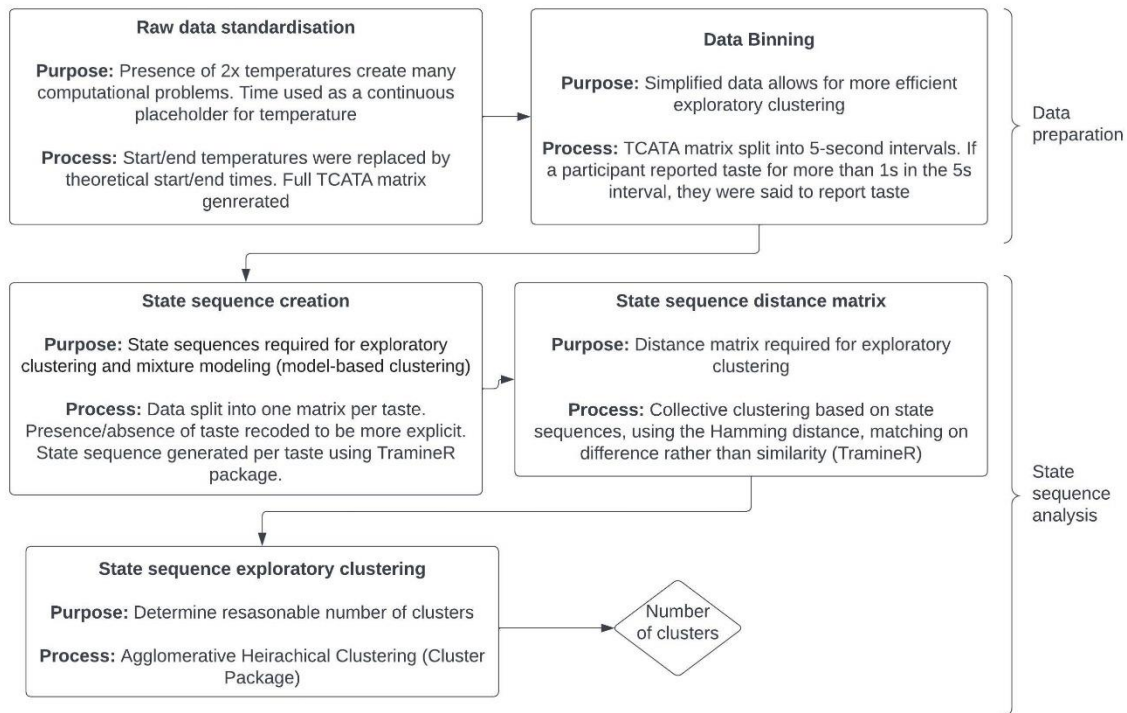 Raw data standardisation
Purpose: Presence of 2x temperatures create many
computational problems. Time used as a continuous
placeholder for temperature
Process: Start/end temperatures were replaced by
theoretical start/end times. Full TCATA matrix
genrerated
Data Binning
Purpose: Simplified data allows for more efficient
exploratory clustering
Process: TCATA matrix split into 5-second intervals. If
a participant reported taste for more than 1s in the 5s
interval, they were said to report taste
Data
preparation
State sequence creation
Purpose: State sequences required for exploratory
clustering and mixture modeling (model-based clustering)
Process: Data split into one matrix per taste.
Presence/absence of taste recoded to be more explicit.
State sequence generated per taste using TramineR
package.
State sequence distance matrix
Purpose: Distance matrix required for exploratory
clustering
Process: Collective clustering based on state
sequences, using the Hamming distance, matching on
difference rather than similarity (TramineR)
State
sequence
analysis
State sequence exploratory clustering
Purpose: Determine resasonable number of clusters
Process: Agglomerative Heirachical Clustering (Cluster
Package)
Number
of clusters